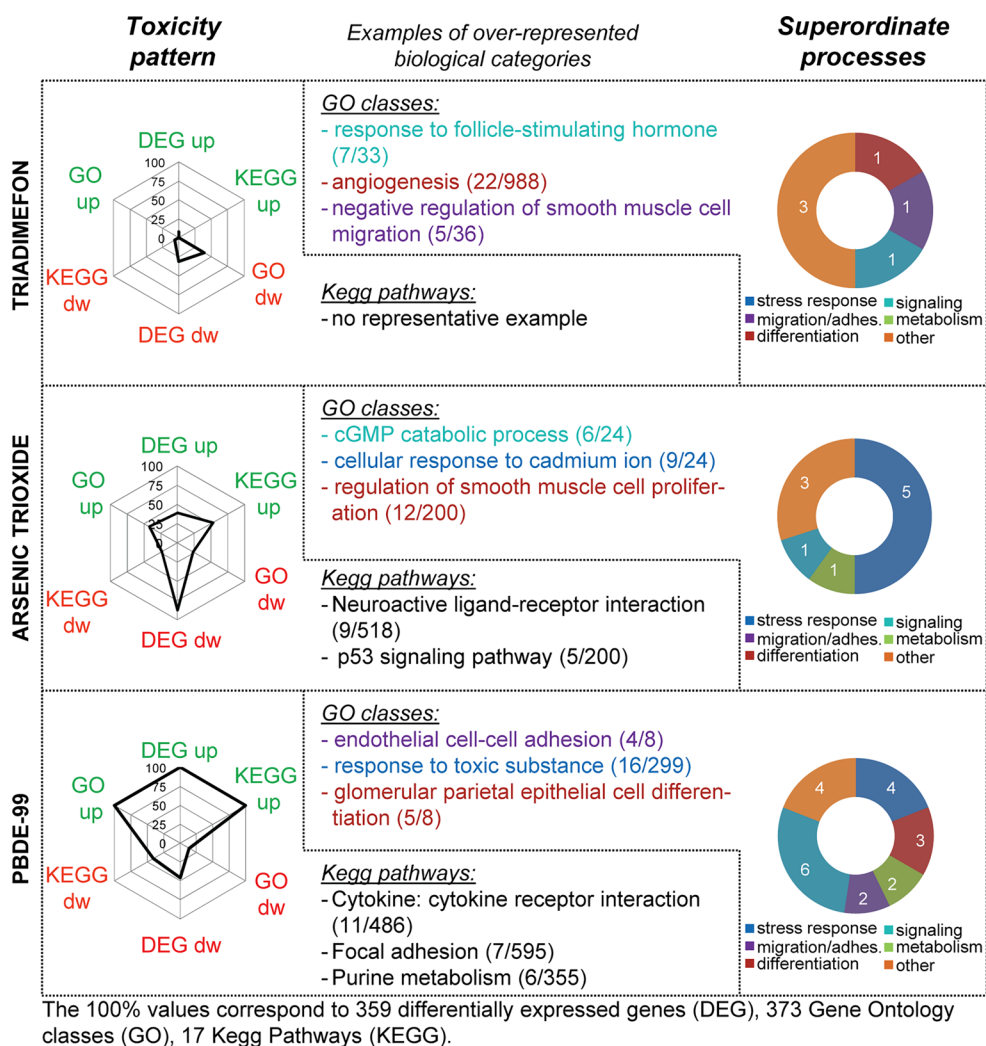 Toxicity
pattern
Examples of over-represented
biological categories
Superordinate
processes
TRIADIMEFON
DEG up
KEGG
up
GO
dw
DEG dw
KEGG
dw
GO
up
100
75
50
25
0
GO classes:
- response to follicle-stimulating hormone
(7/33)
- angiogenesis (22/988)
- negative regulation of smooth muscle cell
migration (5/36)
Kegg pathways:
- no representative example
1
1
1
3
stress response
signaling
migration/adhes.
metabolism
differentiation
other
ARSENIC TRIOXIDE
DEG up
KEGG
up
GO
dw
DEG dw
KEGG
dw
GO
up
100
75
50
25
0
GO classes:
- cGMP catabolic process (6/24)
- cellular response to cadmium ion (9/24)
- regulation of smooth muscle cell prolifer-
ation (12/200)
Kegg pathways:
- Neuroactive ligand-receptor interaction
(9/518)
- p53 signaling pathway (5/200)
5
1
1
3
stress response
signaling
migration/adhes.
metabolism
differentiation
other
PBDE-99
DEG up
KEGG
up
GO
dw
DEG dw
KEGG
dw
GO
up
100
75
50
25
0
GO classes:
- endothelial cell-cell adhesion (4/8)
- response to toxic substance (16/299)
- glomerular parietal epithelial cell differen-
tiation (5/8)
Kegg pathways:
- Cytokine: cytokine receptor interaction
(11/486)
- Focal adhesion (7/595)
- Purine metabolism (6/355)
4
3
2
2
6
4
stress response
signaling
migration/adhes.
metabolism
differentiation
other
The 100% values correspond to 359 differentially expressed genes (DEG), 373 Gene Ontology
classes (GO), 17 Kegg Pathways (KEGG).